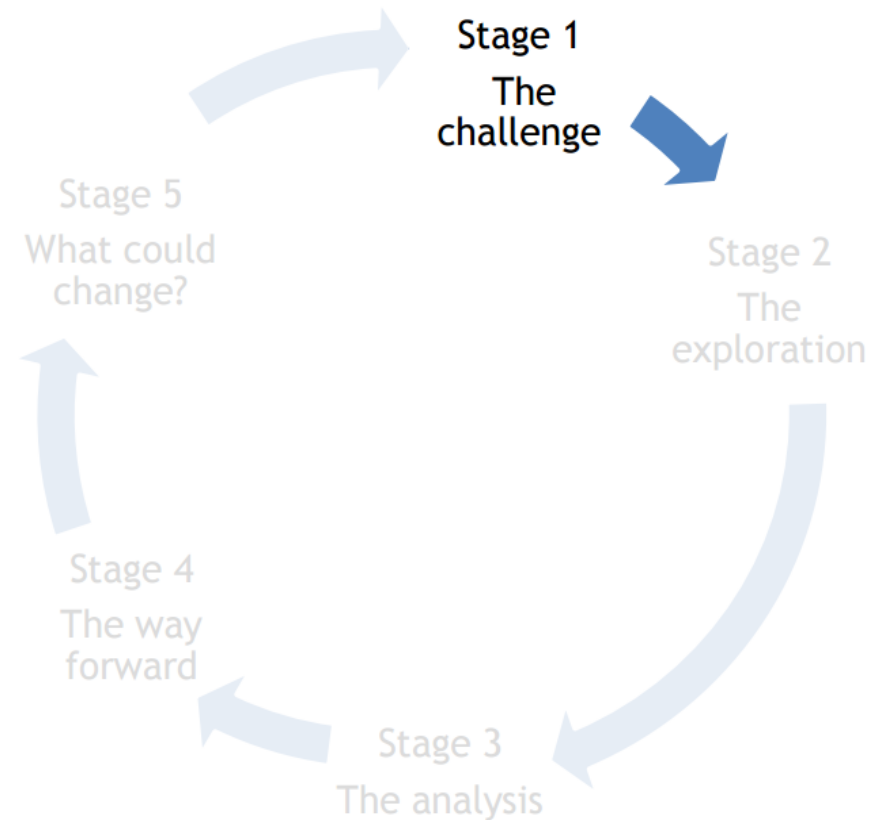 Stage 1
The
challenge
Stage 2
The
exploration
Stage 3
The analysis
Stage 4
The way
forward
Stage 5
What could
change?